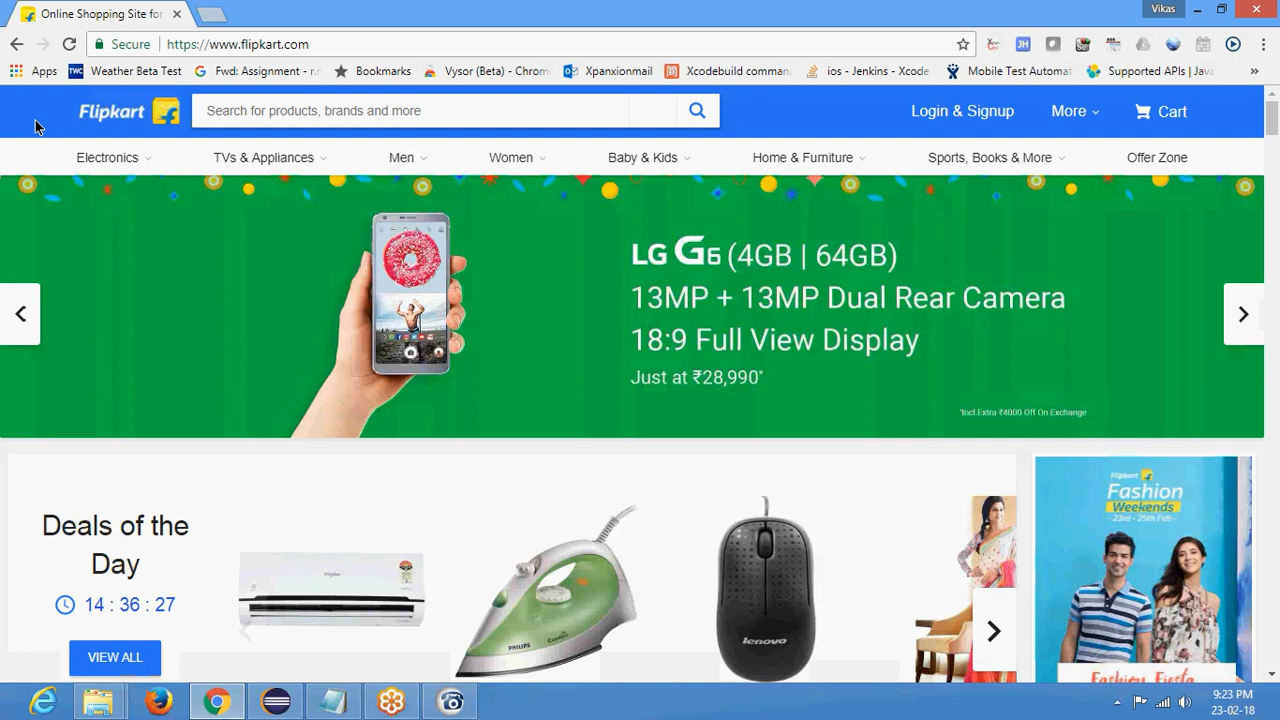 Online Shopping Site for
Vikas
Secure
https://www.flipkart.com
Apps
Weather Beta Test
Fwd: Assignment - r.m
Bookma
Vysor (Beta) - Chrom
Xpanxionmail
Xcodebuild comman
ios - Jenkins - Xcode
Mobile Test Automat
Supported APIs | Java
Flipkart
Search for products, brands and more
Login & Signup
More
Cart
Electronics
TVs & Appliances
Men
Women
Baby & Kids
Home & Furniture
Sports, Books & More
Offer Zone
LG G6 (4GB | 64GB)
13MP + 13MP Dual Rear Camera
18:9 Full View Display
Just at ₹28,990*
*Incl.Extra ₹4000 Off On Exchange
Deals of the
Day
14 : 36 : 27
VIEW ALL
PHILIPS
lenovo
Flipkart
Fashion
Weekends
23rd - 25th Feb
Fashion Fiesta
9:23 PM
23-02-18